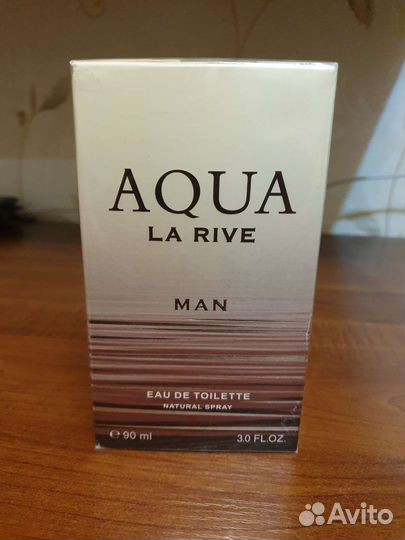 AQUA
LA RIVE
MAN
EAU DE TOILETTE
NATURAL SPRAY
℮ 90 ml 3.0 FL.OZ.
Avito